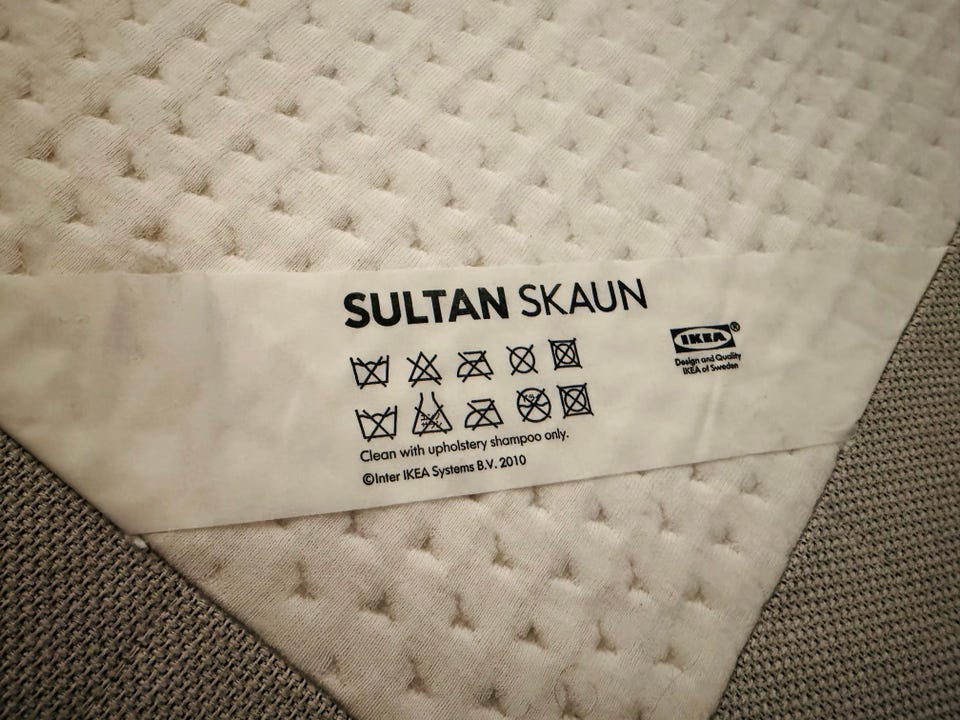 SULTAN SKAUN
IKEA®
Design and Quality
IKEA of Sweden
Clean with upholstery shampoo only.
©Inter IKEA Systems B.V. 2010